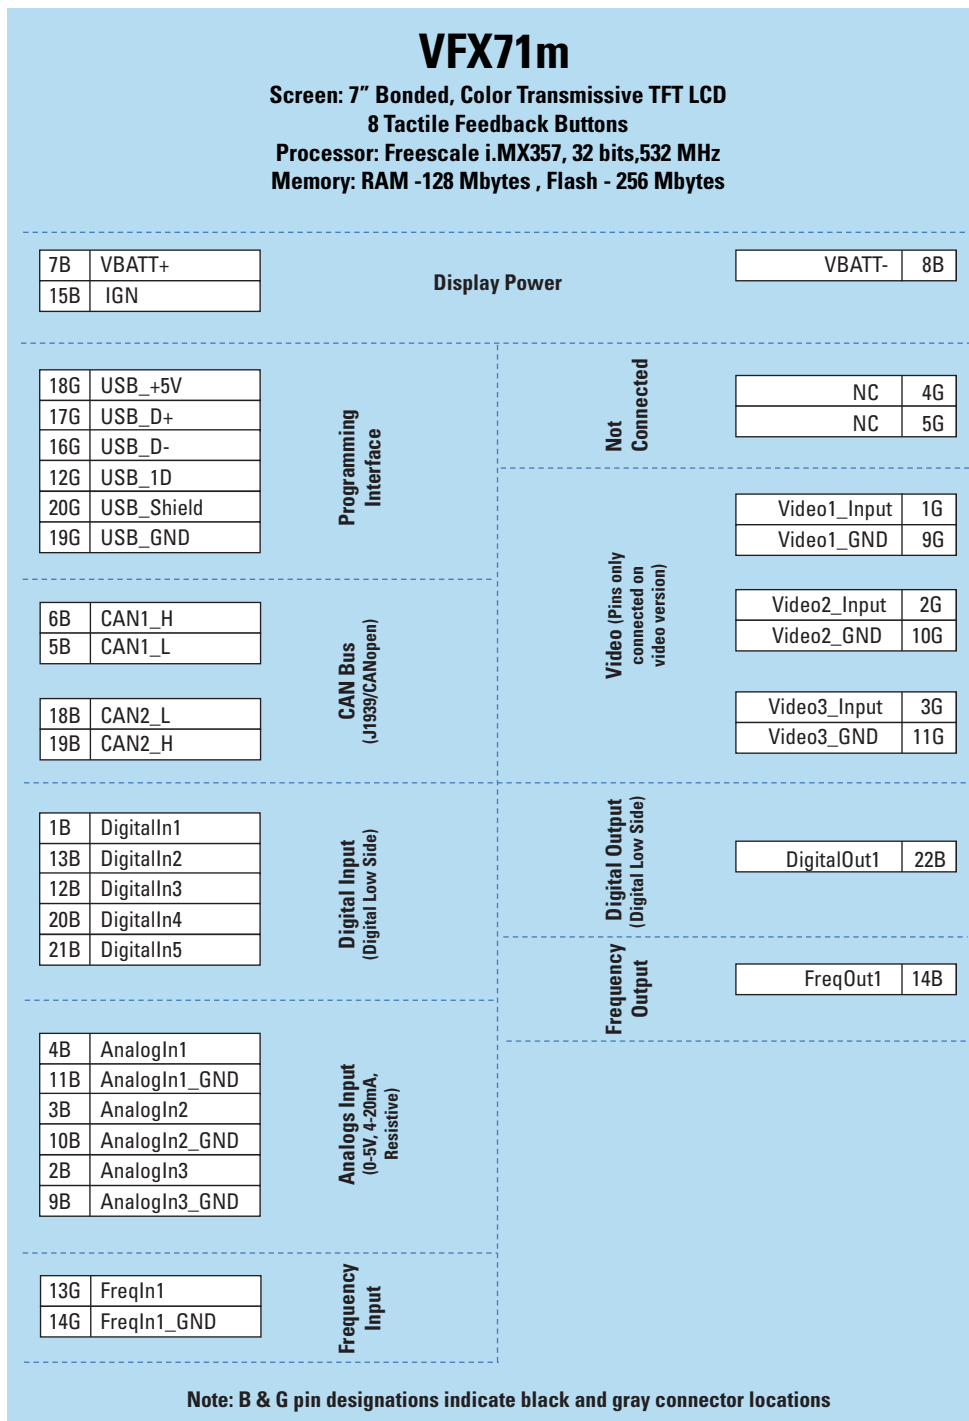 VFX71m
Screen: 7” Bonded, Color Transmissive TFT LCD
8 Tactile Feedback Buttons
Processor: Freescale i.MX357, 32 bits,532 MHz
Memory: RAM -128 Mbytes , Flash - 256 Mbytes
7B VBATT+
15B IGN
Display Power
VBATT- 8B
18G USB_+5V
17G USB_D+
16G USB_D-
12G USB_1D
20G USB_Shield
19G USB_GND
Programming
Interface
Not
Connected
NC 4G
NC 5G
Video1_Input 1G
Video1_GND 9G
Video2_Input 2G
Video2_GND 10G
Video3_Input 3G
Video3_GND 11G
Video (Pins only
connected on
video version)
6B CAN1_H
5B CAN1_L
18B CAN2_L
19B CAN2_H
CAN Bus
(J1939/CANopen)
1B DigitalIn1
13B DigitalIn2
12B DigitalIn3
20B DigitalIn4
21B DigitalIn5
Digital Input
(Digital Low Side)
Digital Output
(Digital Low Side)
DigitalOut1 22B
Frequency
Output
FreqOut1 14B
4B AnalogIn1
11B AnalogIn1_GND
3B AnalogIn2
10B AnalogIn2_GND
2B AnalogIn3
9B AnalogIn3_GND
Analogs Input
(0-5V, 4-20mA,
Resistive)
13G FreqIn1
14G FreqIn1_GND
Frequency
Input
Note: B & G pin designations indicate black and gray connector locations